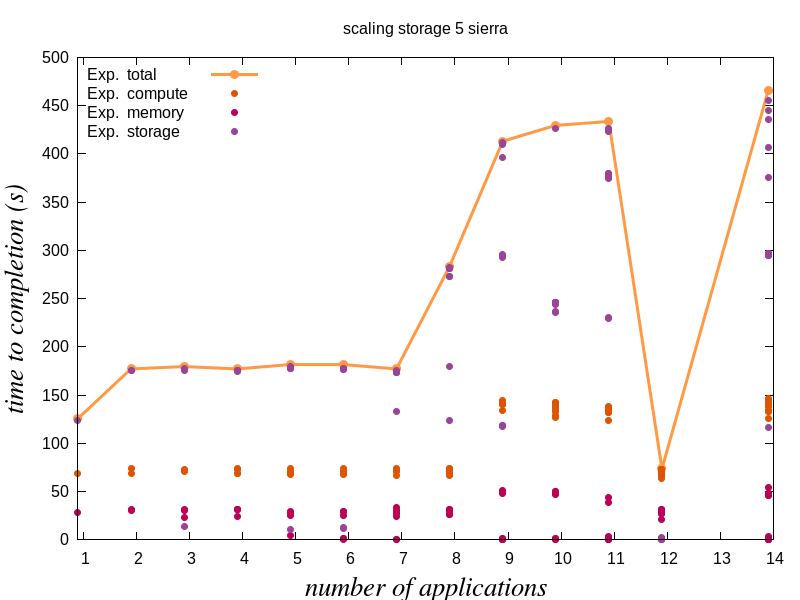 scaling storage 5 sierra
500
450
400
350
300
250
200
150
100
50
0
time to completion (s)
Exp. total
Exp. compute
Exp. memory
Exp. storage
1 2 3 4 5 6 7 8 9 10 11 12 13 14
number of applications